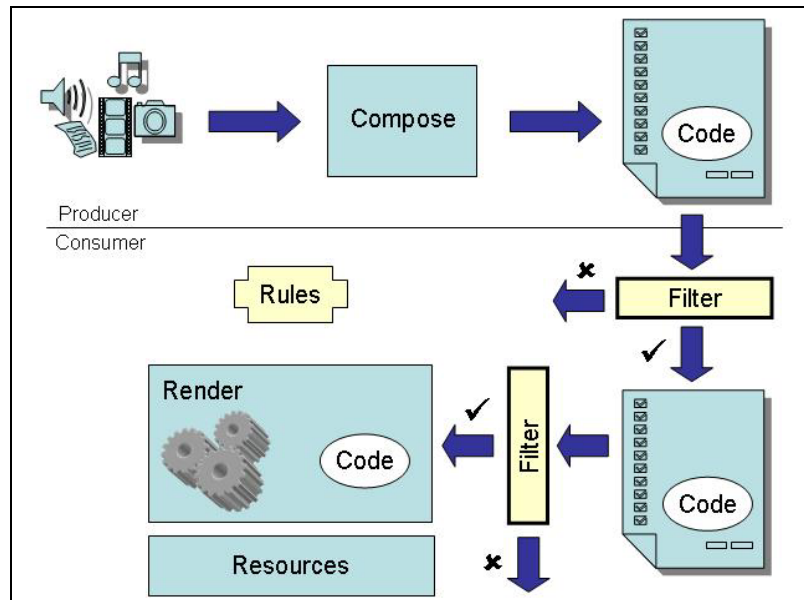 Compose
Code
Producer
Consumer
Rules
Filter
Render
Code
Filter
Code
Resources